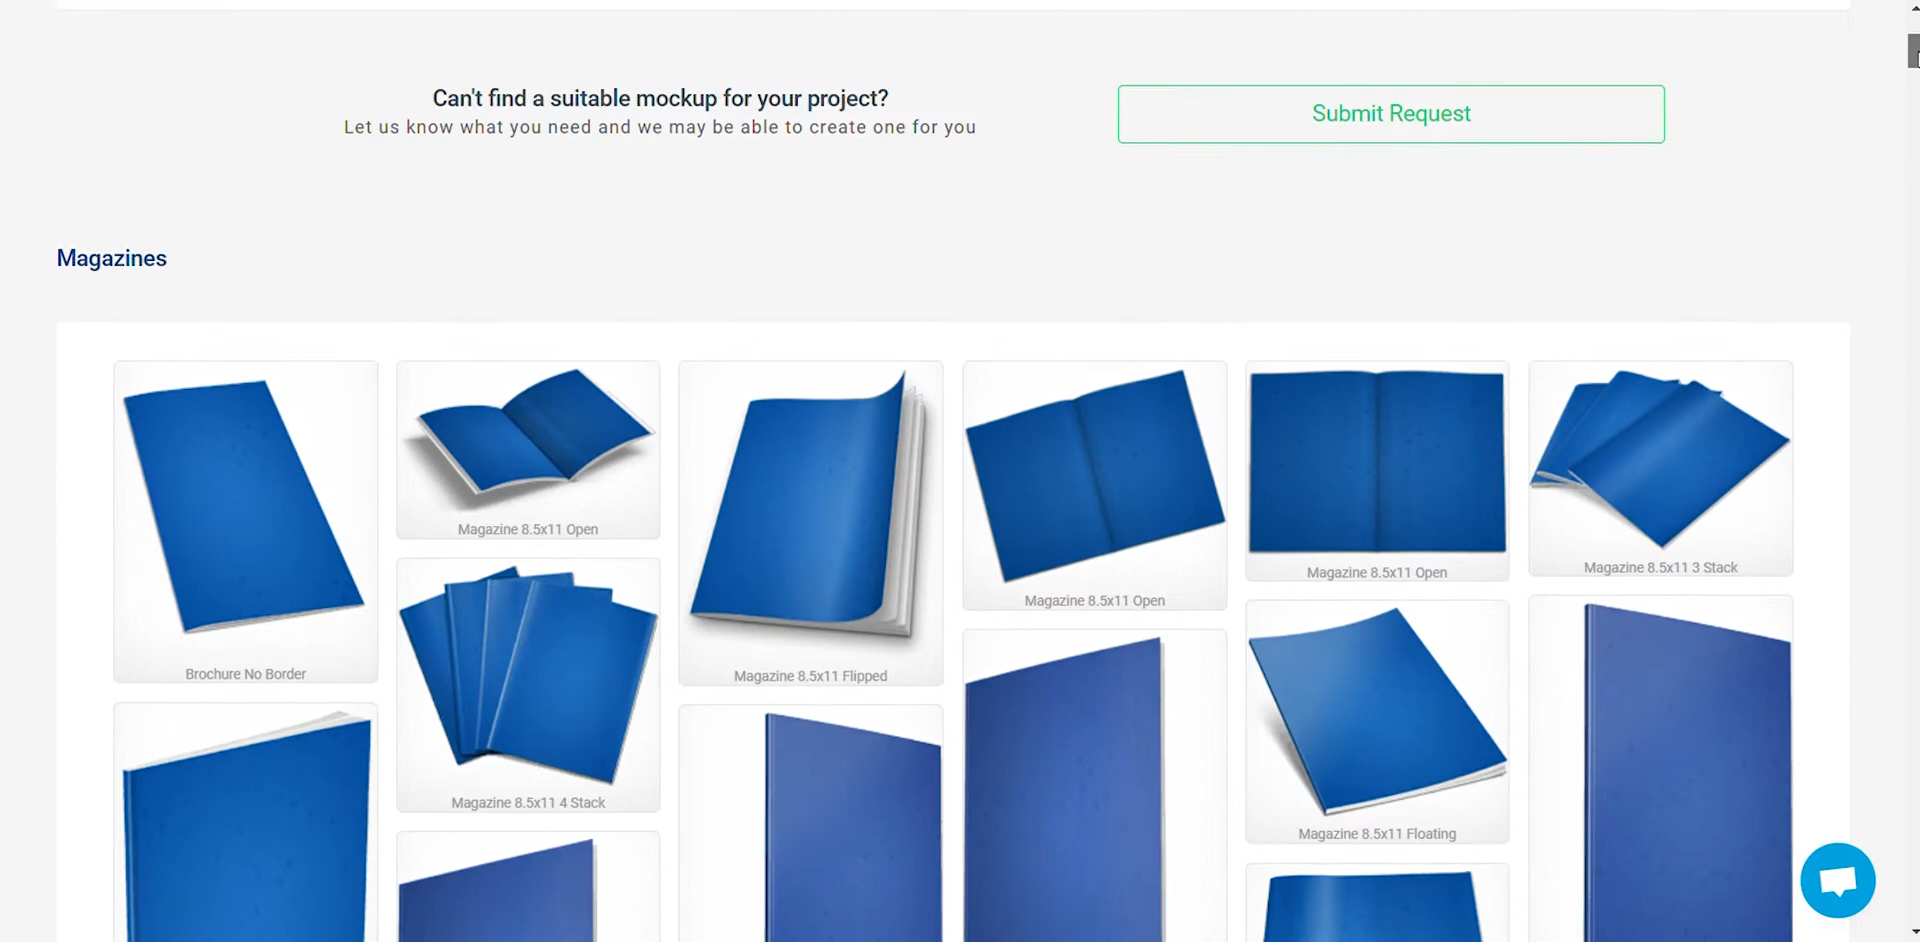 Can't find a suitable mockup for your project?
Let us know what you need and we may be able to create one for you
Submit Request
Magazines
Brochure No Border
Magazine 8.5x11 Open
Magazine 8.5x11 4 Stack
Magazine 8.5x11 Flipped
Magazine 8.5x11 Open
Magazine 8.5x11 Open
Magazine 8.5x11 Floating
Magazine 8.5x11 3 Stack